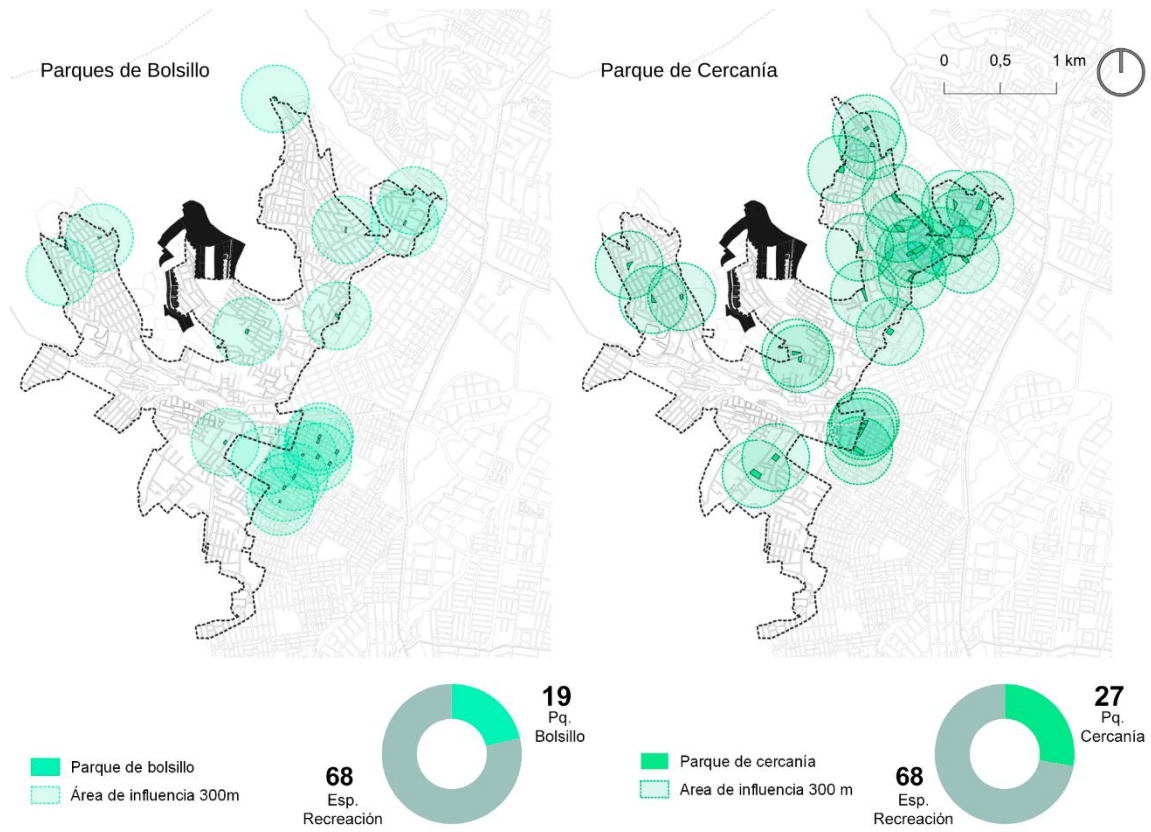 Parques de Bolsillo
Parque de Cercanía
0 0,5 1 km
19
Pq.
Bolsillo
68
Esp.
Recreación
Parque de bolsillo
Área de influencia 300m
27
Pq.
Cercanía
68
Esp.
Recreación
Parque de cercanía
Area de influencia 300 m